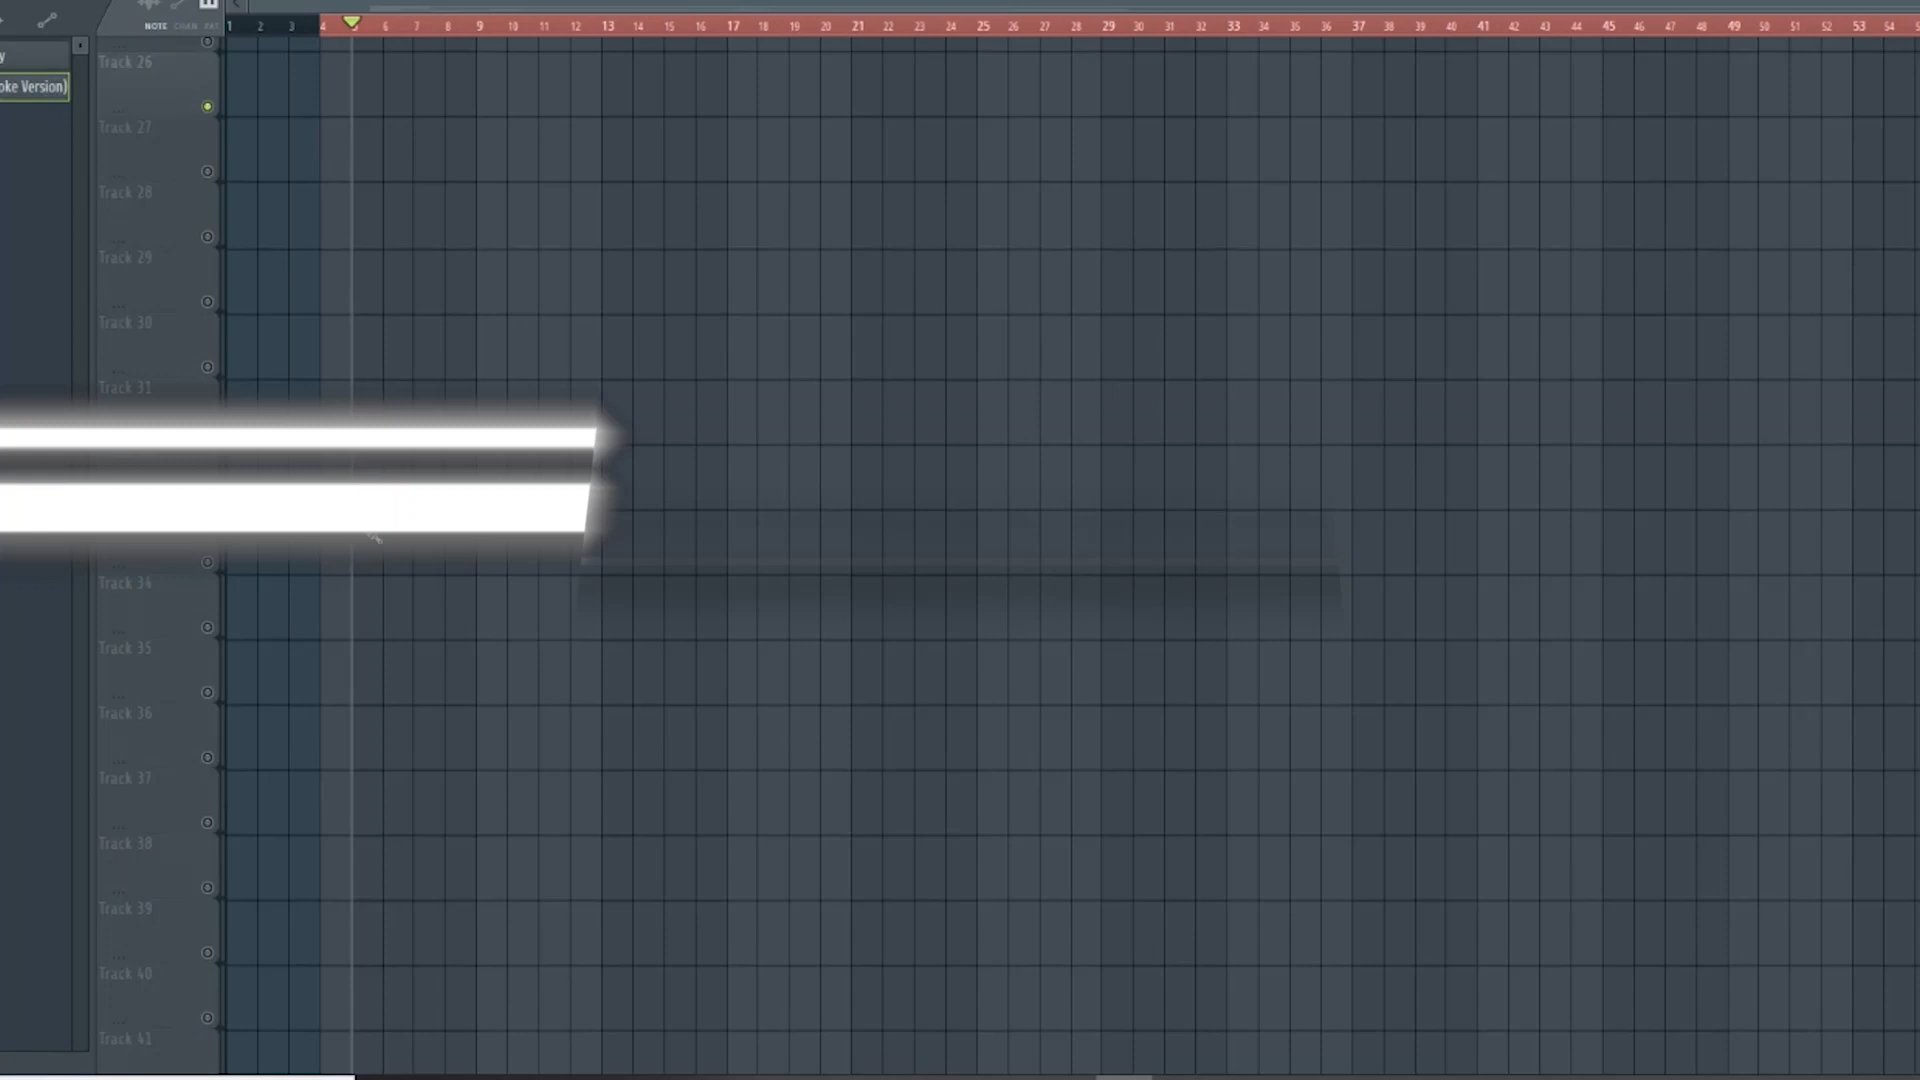 NOTE CHAN PAT
1 2 3 4 5 6 7 8 9 10 11 12 13 14 15 16 17 18 19 20 21 22 23 24 25 26 27 28 29 30 31 32 33 34 35 36 37 38 39 40 41 42 43 44 45 46 47 48 49 50 51 52 53 54
y
oke Version)
Track 26
Track 27
Track 28
Track 29
Track 30
Track 31
Track 34
Track 35
Track 36
Track 37
Track 38
Track 39
Track 40
Track 41